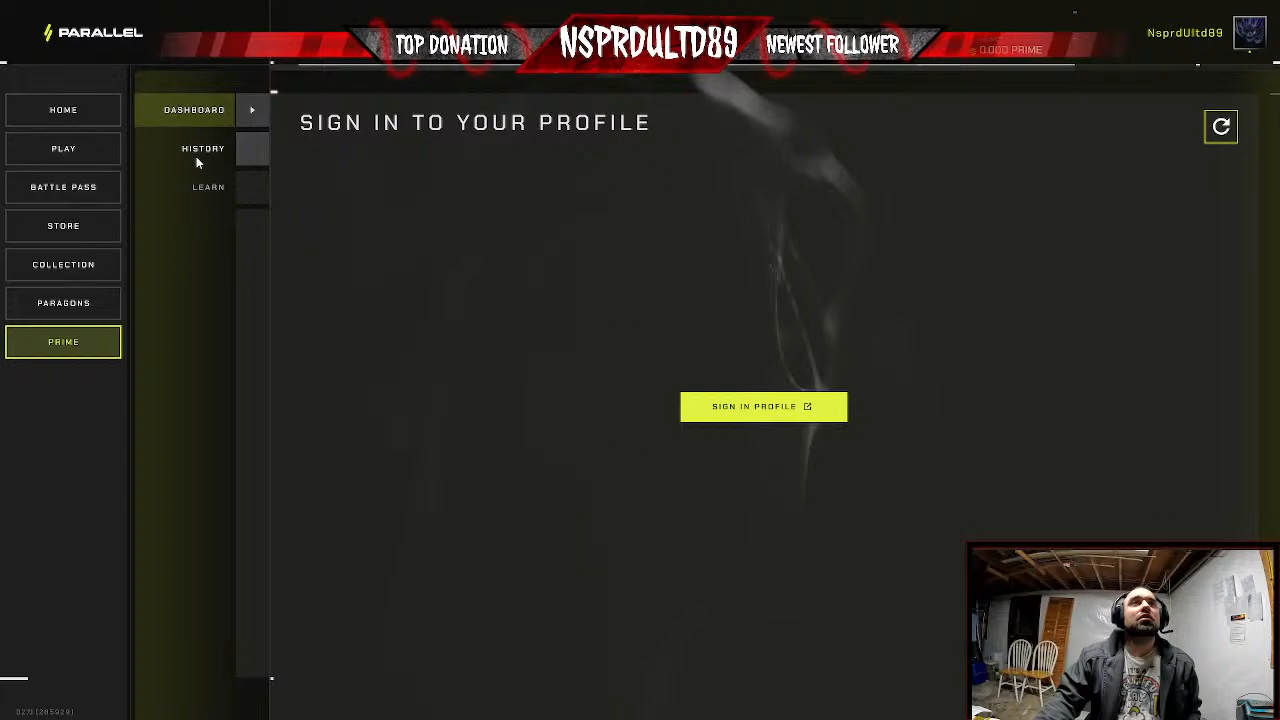 PARALLEL
TOP DONATION
NSPRDULTD89
NEWEST FOLLOWER
0.000 PRIME
NsprdUltd89
HOME
PLAY
BATTLE PASS
STORE
COLLECTION
PARAGONS
PRIME
DASHBOARD
HISTORY
LEARN
SIGN IN TO YOUR PROFILE
SIGN IN PROFILE